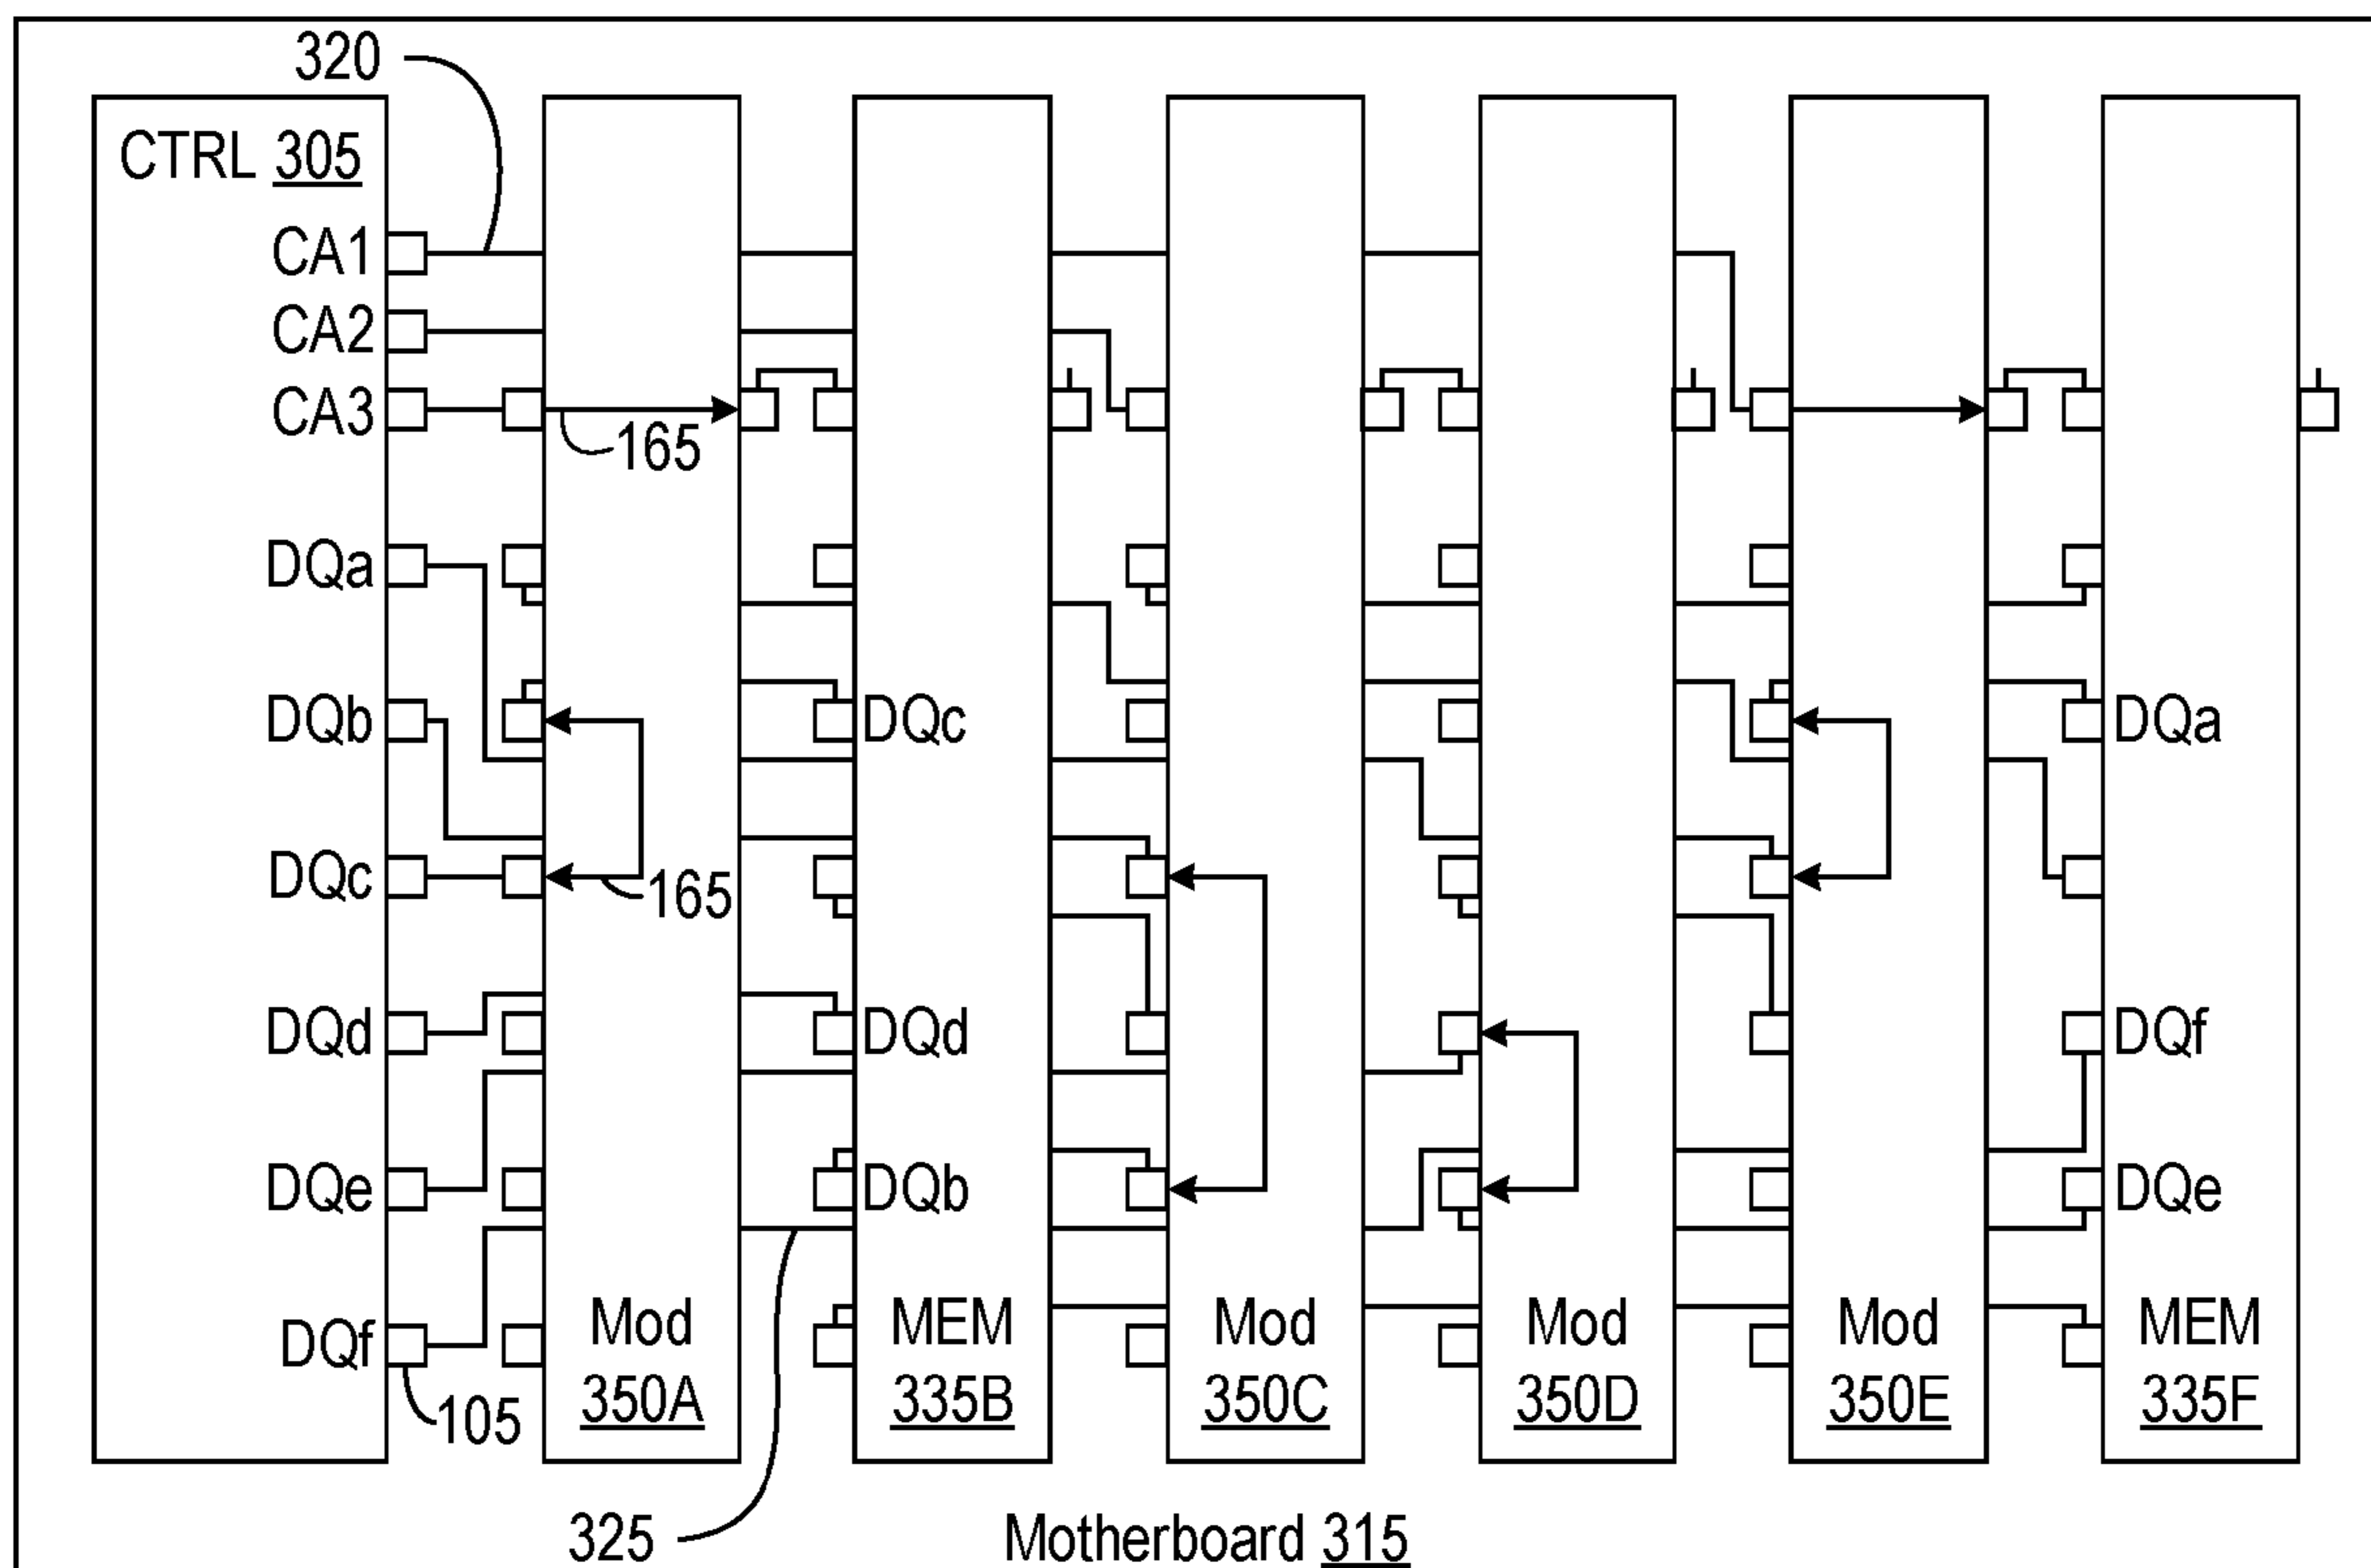 320
CTRL 305
CA1
CA2
CA3
165
DQa
DQb
DQc
DQa
DQc
165
DQd
DQd
DQf
DQe
DQb
DQe
DQf
105
Mod
350A
MEM
335B
Mod
350C
Mod
350D
Mod
350E
MEM
335F
325
Motherboard 315